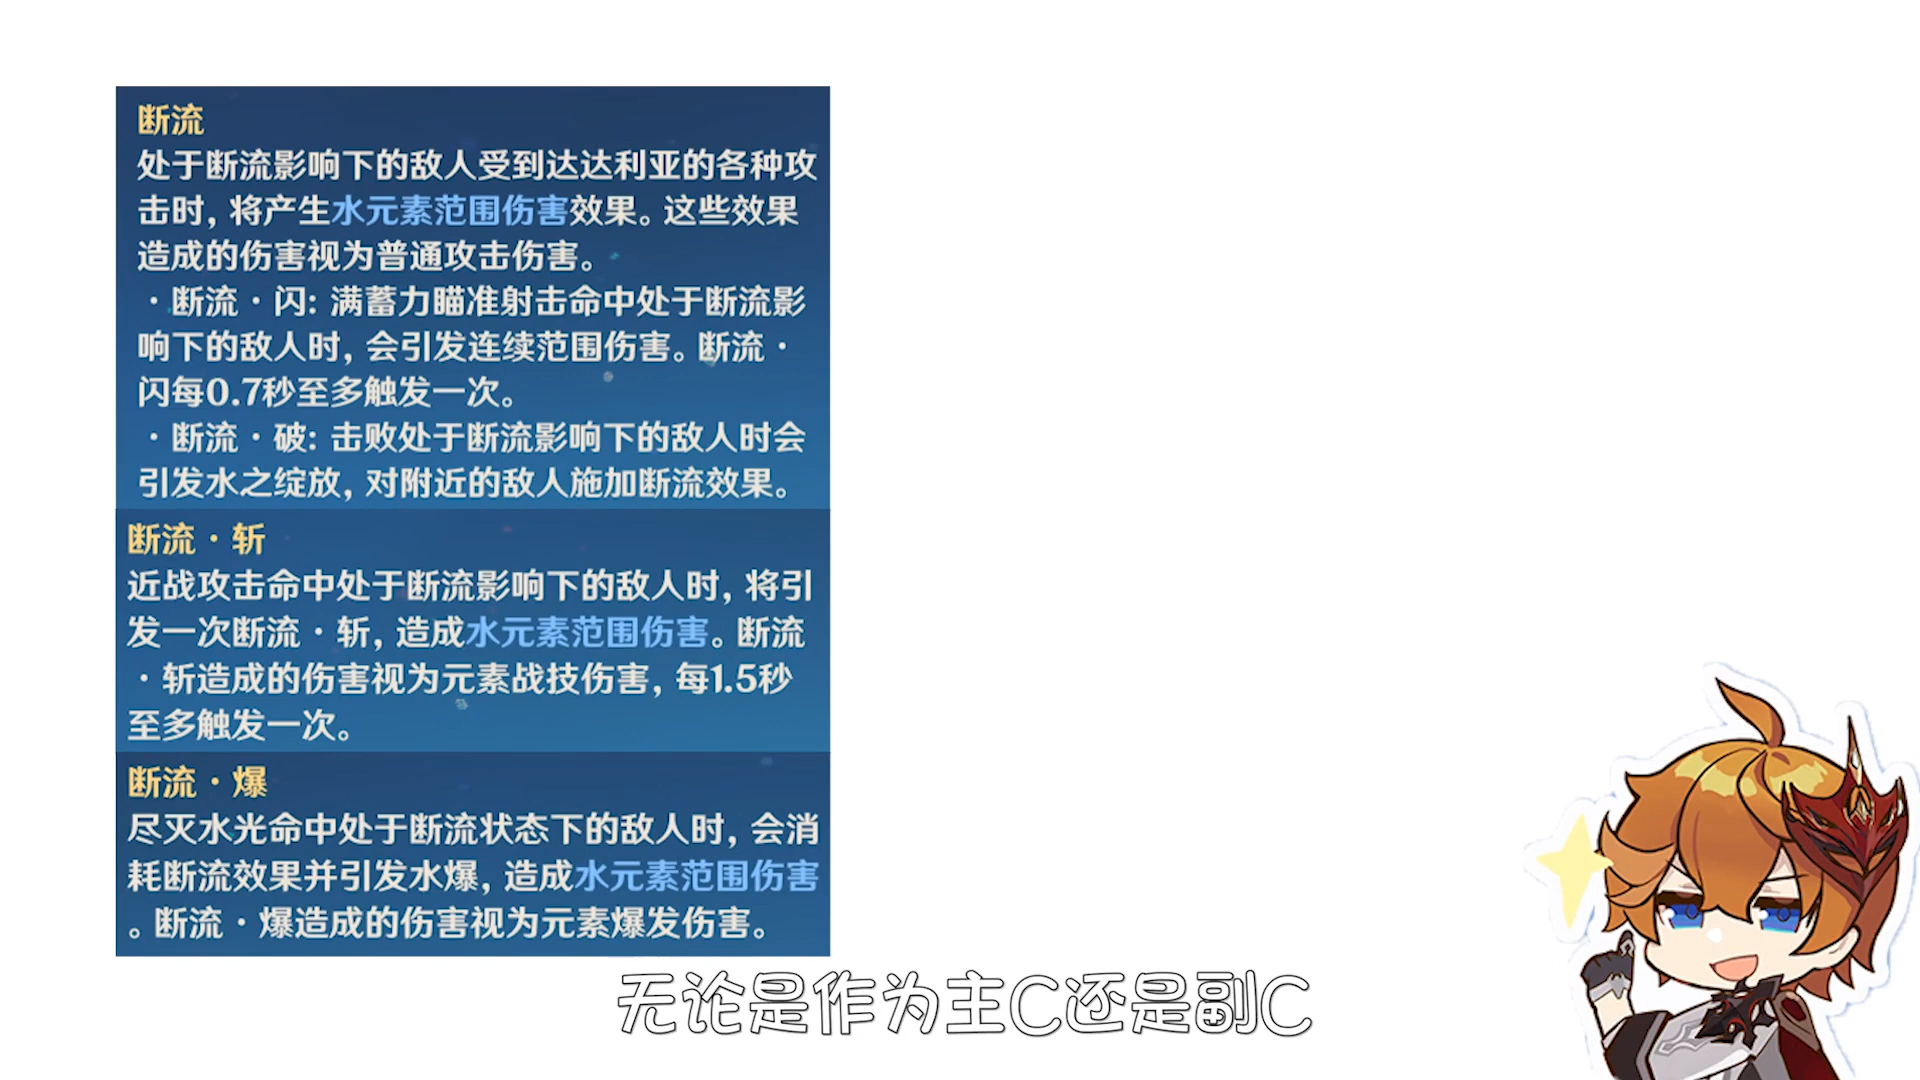 断流
处于断流影响下的敌人受到达达利亚的各种攻
击时，将产生水元素范围伤害效果。这些效果
造成的伤害视为普通攻击伤害。
·断流·闪：满蓄力瞄准射击命中处于断流影
响下的敌人时，会引发连续范围伤害。断流·
闪每0.7秒至多触发一次。
·断流·破：击败处于断流影响下的敌人时会
引发水之绽放，对附近的敌人施加断流效果。
断流·斩
近战攻击命中处于断流影响下的敌人时，将引
发一次断流·斩，造成水元素范围伤害。断流
·斩造成的伤害视为元素战技伤害，每1.5秒
至多触发一次。
断流·爆
尽灭水光命中处于断流状态下的敌人时，会消
耗断流效果并引发水爆，造成水元素范围伤害
。断流·爆造成的伤害视为元素爆发伤害。
无论是作为主C还是副C